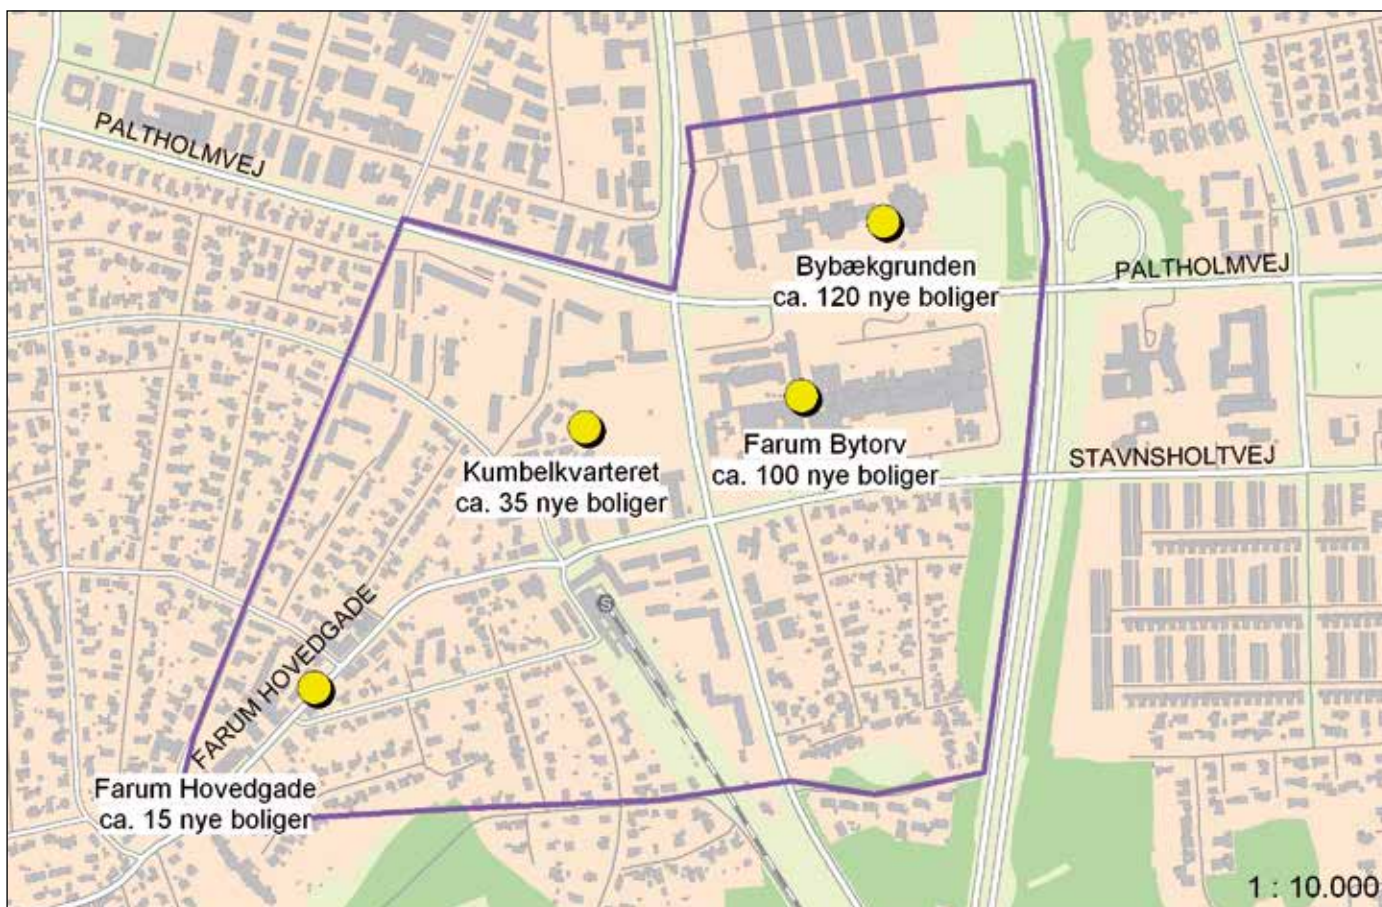 PALTHOLMVEJ
Bybækgrunden
ca. 120 nye boliger
PALTHOLMVEJ
Farum Bytorv
ca. 100 nye boliger
STAVNSHOLTVEJ
Kumbelkvarteret
ca. 35 nye boliger
S
FARUM HOVEDGADE
Farum Hovedgade
ca. 15 nye boliger
1 : 10.000